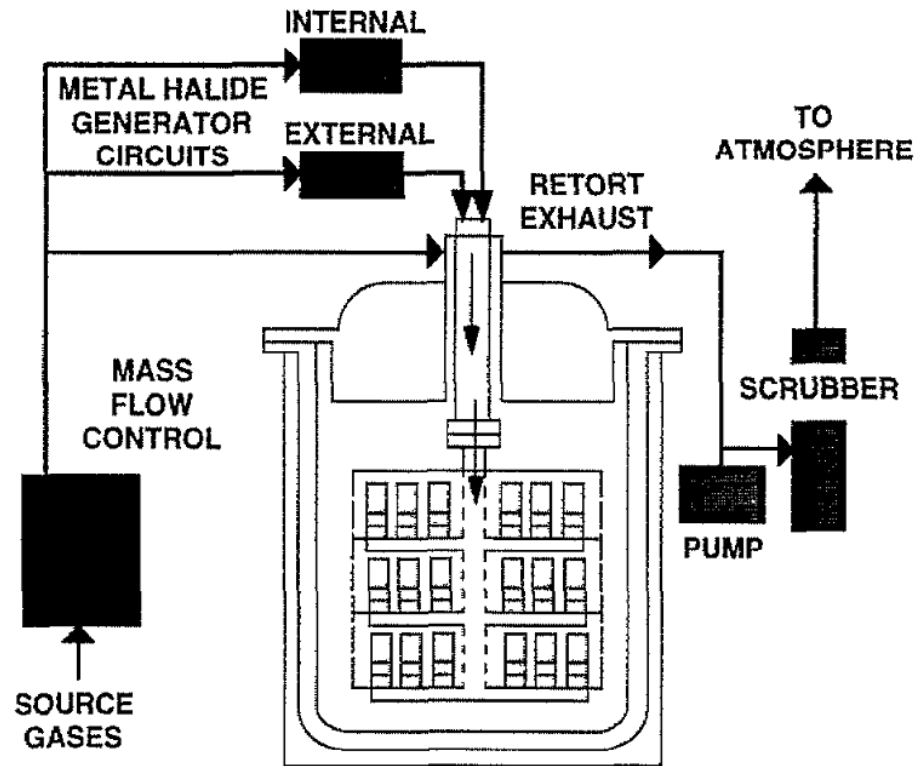 INTERNAL
METAL HALIDE
GENERATOR
CIRCUITS
EXTERNAL
TO
ATMOSPHERE
RETORT
EXHAUST
MASS
FLOW
CONTROL
SCRUBBER
PUMP
SOURCE
GASES